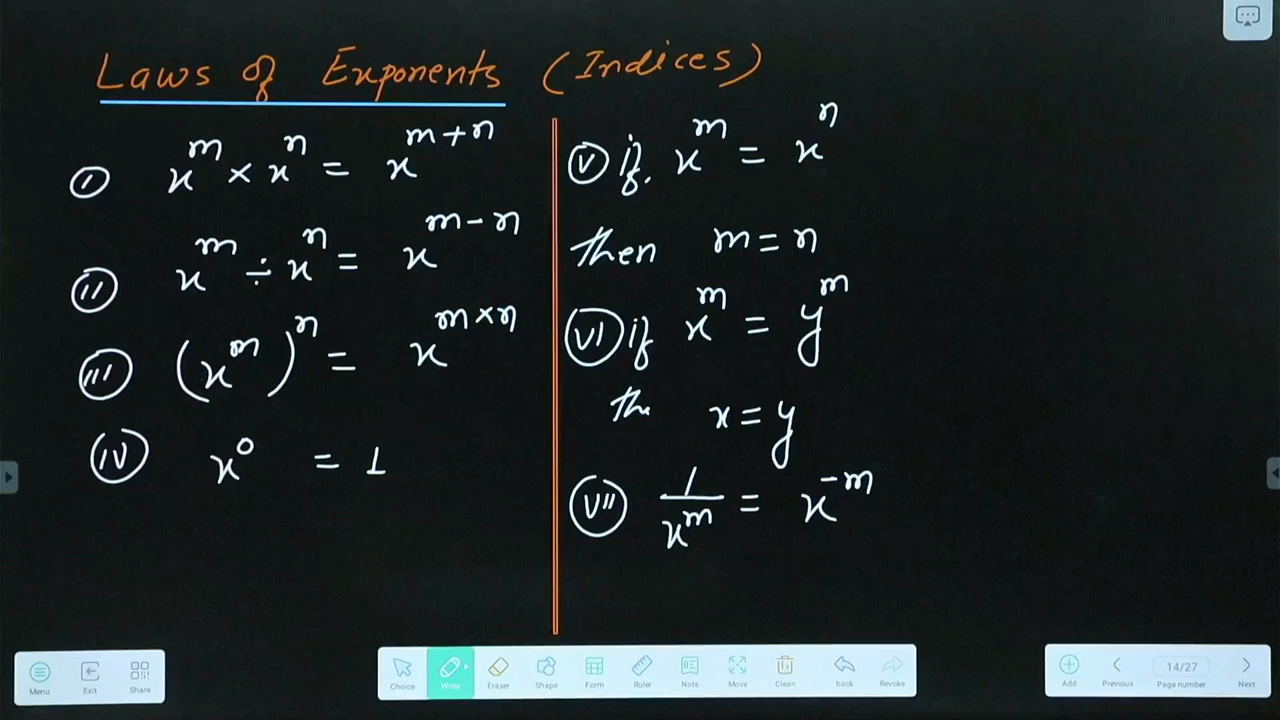 Laws of Exponents (Indices)
(i) x^m × x^n = x^(m+n)
(ii) x^m ÷ x^n = x^(m-n)
(iii) (x^m)^n = x^(m×n)
(iv) x^0 = 1
(v) if. x^m = x^n
then m = n
(vi) if x^m = y^m
the x = y
(vii) 1/x^m = x^-m
Menu Exit Share
Choice Write Eraser Shape Form Ruler Note Move Clean back Revoke
Add Previous 14/27 Page number Next